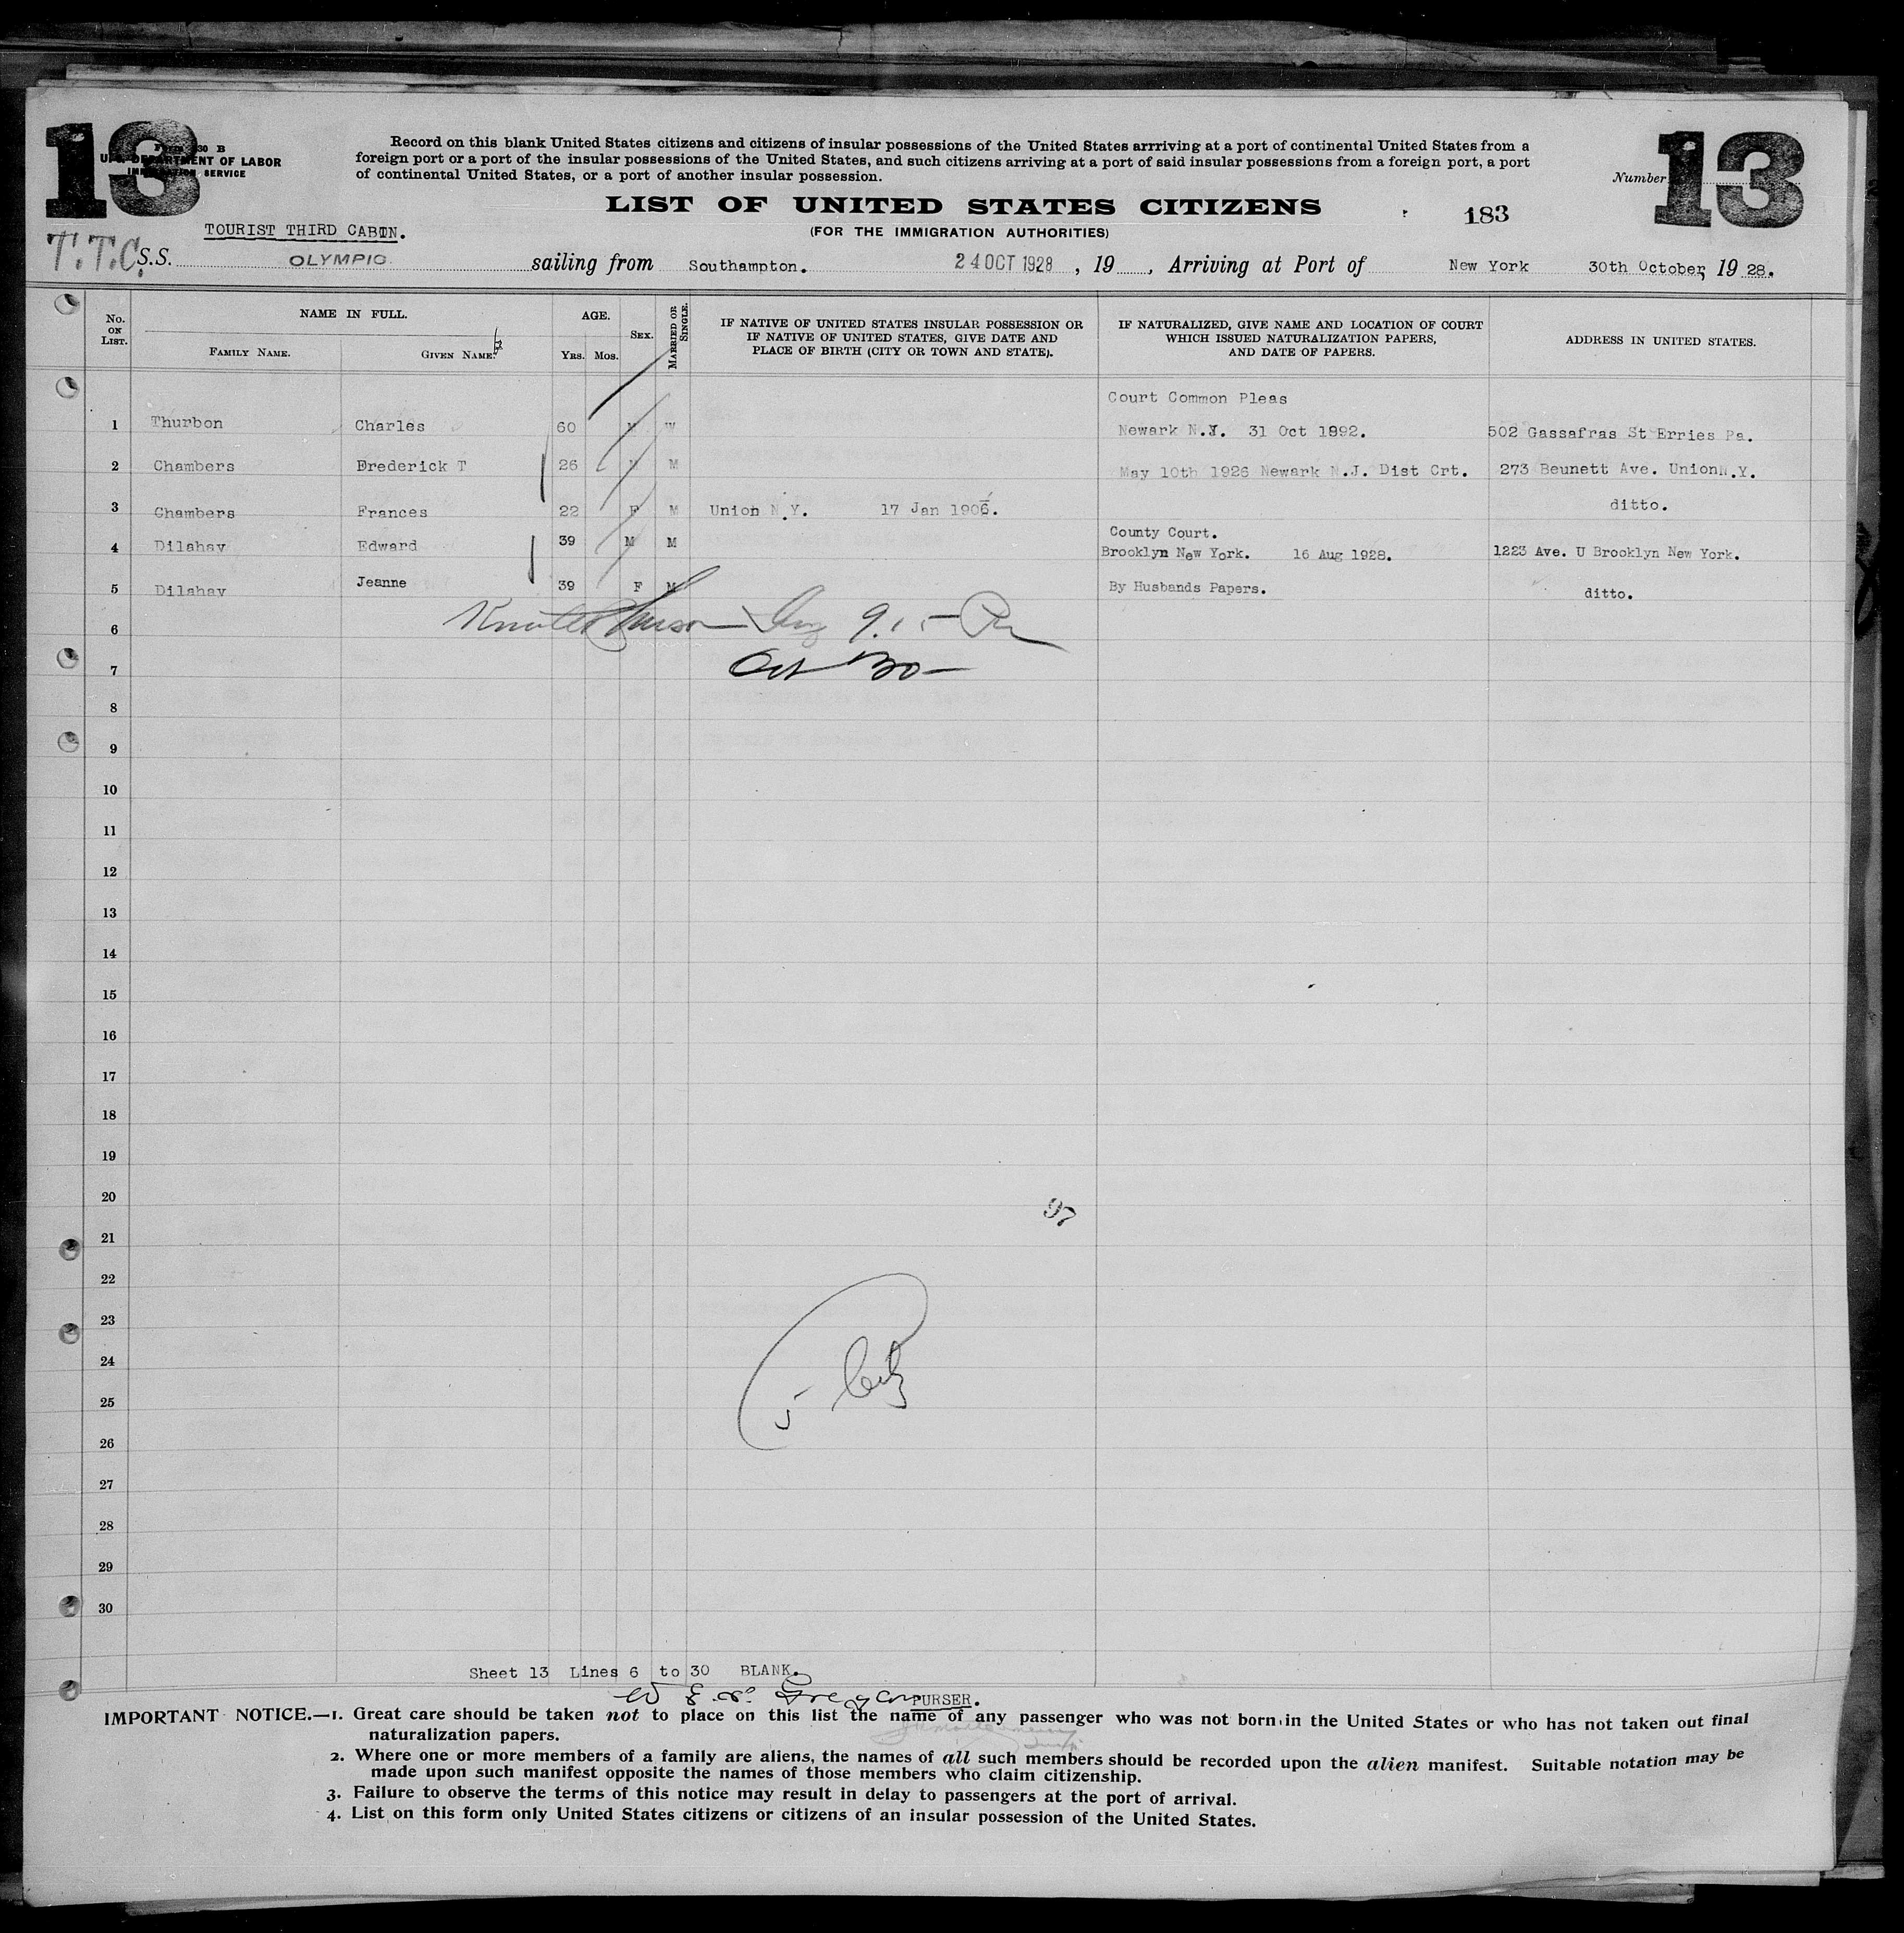 13
13
Form 630 B
U.S. DEPARTMENT OF LABOR
IMMIGRATION SERVICE
Record on this blank United States citizens and citizens of insular possessions of the United States arrriving at a port of continental United States from a
foreign port or a port of the insular possessions of the United States, and such citizens arriving at a port of said insular possessions from a foreign port, a port
of continental United States, or a port of another insular possession.
Number
LIST OF UNITED STATES CITIZENS
183
(FOR THE IMMIGRATION AUTHORITIES)
TOURIST THIRD CABIN.
T.T.C. S.S. OLYMPIC sailing from Southampton. 24 OCT 1928, 19 , Arriving at Port of New York 30th October, 19 28.
No. ON LIST.
NAME IN FULL.
FAMILY NAME. GIVEN NAME.
AGE.
YRS. MOS.
SEX.
MARRIED OR SINGLE.
IF NATIVE OF UNITED STATES INSULAR POSSESSION OR
IF NATIVE OF UNITED STATES, GIVE DATE AND
PLACE OF BIRTH (CITY OR TOWN AND STATE).
IF NATURALIZED, GIVE NAME AND LOCATION OF COURT
WHICH ISSUED NATURALIZATION PAPERS,
AND DATE OF PAPERS.
ADDRESS IN UNITED STATES.
Court Common Pleas
1 Thurbon Charles 60 M W Newark N.J. 31 Oct 1892. 502 Gassafras St Erries Pa.
2 Chambers Frederick T 26 M M May 10th 1926 Newark N.J. Dist Crt. 273 Beunett Ave. Union N.Y.
3 Chambers Frances 22 F M Union N.Y. 17 Jan 1906. ditto.
County Court.
4 Dilahay Edward 39 M M Brooklyn New York. 16 Aug 1928. 1223 Ave. U Brooklyn New York.
5 Dilahay Jeanne 39 F M By Husbands Papers. ditto.
6 9.15
7 Oct 30
8
9
10
11
12
13
14
15
16
17
18
19
20
97
21
22
23
24
5 Citz
25
26
27
28
29
30
Sheet 13 Lines 6 to 30 BLANK.
PURSER.
IMPORTANT NOTICE.—1. Great care should be taken not to place on this list the name of any passenger who was not born in the United States or who has not taken out final
naturalization papers.
2. Where one or more members of a family are aliens, the names of all such members should be recorded upon the alien manifest. Suitable notation may be
made upon such manifest opposite the names of those members who claim citizenship.
3. Failure to observe the terms of this notice may result in delay to passengers at the port of arrival.
4. List on this form only United States citizens or citizens of an insular possession of the United States.